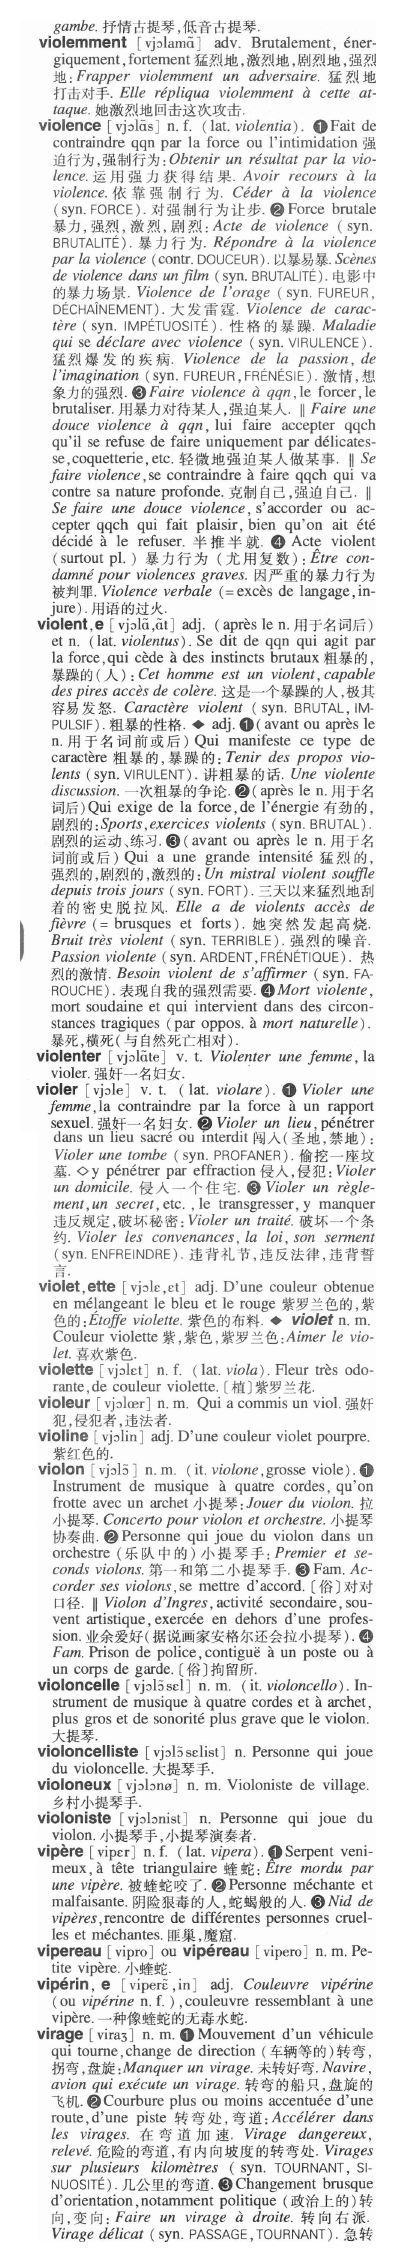 gambe. 抒情古提琴,低音古提琴.
violemment [vjɔlamɑ̃] adv. Brutalement, éner-
giquement,fortement 猛烈地,激烈地,剧烈地,强烈
地: Frapper violemment un adversaire. 猛烈地
打击对手. Elle répliqua violemment à cette at-
taque. 她激烈地回击这次攻击.
violence [vjɔlɑ̃s] n. f. (lat. violentia). ❶Fait de
contraindre qqn par la force ou l'intimidation 强
迫行为,强制行为:Obtenir un résultat par la vio-
lence. 运用强力获得结果. Avoir recours à la
violence. 依靠强制行为. Céder à la violence
(syn. FORCE). 对强制行为让步. ❷Force brutale
暴力,强烈,激烈,剧烈: Acte de violence (syn.
BRUTALITÉ). 暴力行为. Répondre à la violence
par la violence (contr. DOUCEUR). 以暴易暴. Scènes
de violence dans un film (syn. BRUTALITÉ). 电影中
的暴力场景. Violence de l'orage (syn. FUREUR,
DÉCHAÎNEMENT). 大发雷霆. Violence de carac-
tère (syn. IMPÉTUOSITÉ). 性格的暴躁. Maladie
qui se déclare avec violence (syn. VIRULENCE).
猛烈爆发的疾病. Violence de la passion, de
l'imagination (syn. FUREUR,FRÉNÉSIE). 激情,想
象力的强烈. ❸Faire violence à qqn,le forcer,le
brutaliser. 用暴力对待某人,强迫某人. ‖ Faire une
douce violence à qqn, lui faire accepter qqch
qu'il se refuse de faire uniquement par délicates-
se,coquetterie,etc. 轻微地强迫某人做某事. ‖ Se
faire violence,se contraindre à faire qqch qui va
contre sa nature profonde. 克制自己,强迫自己. ‖
Se faire une douce violence, s'accorder ou ac-
cepter qqch qui fait plaisir, bien qu'on ait été
décidé à le refuser. 半推半就. ❹ Acte violent
(surtout pl.) 暴力行为 (尤用复数): Être con-
damné pour violences graves. 因严重的暴力行为
被判罪. Violence verbale (= excès de langage,in-
jure). 用语的过火.
violent,e [vjɔlɑ̃,ɑ̃t] adj. (après le n. 用于名词后)
et n. (lat. violentus). Se dit de qqn qui agit par
la force,qui cède à des instincts brutaux 粗暴的,
暴躁的(人): Cet homme est un violent, capable
des pires accès de colère. 这是一个暴躁的人,极其
容易发怒. Caractère violent (syn. BRUTAL, IM-
PULSIF). 粗暴的性格. ◆ adj. ❶(avant ou après le
n. 用于名词前或后) Qui manifeste ce type de
caractère 粗暴的,暴躁的: Tenir des propos vio-
lents (syn. VIRULENT). 讲粗暴的话. Une violente
discussion. 一次粗暴的争论. ❷(après le n. 用于名
词后)Qui exige de la force,de l'énergie 有劲的,
剧烈的:Sports,exercices violents (syn. BRUTAL).
剧烈的运动、练习. ❸(avant ou après le n. 用于名
词前或后) Qui a une grande intensité 猛烈的,
强烈的,剧烈的,激烈的: Un mistral violent souffle
depuis trois jours (syn. FORT). 三天以来猛烈地刮
着的密史脱拉风. Elle a de violents accès de
fièvre (= brusques et forts). 她突然发起高烧.
Bruit très violent (syn. TERRIBLE). 强烈的噪音.
Passion violente (syn. ARDENT,FRÉNÉTIQUE). 热
烈的激情. Besoin violent de s'affirmer (syn. FA-
ROUCHE). 表现自我的强烈需要. ❹Mort violente,
mort soudaine et qui intervient dans des circon-
stances tragiques (par oppos. à mort naturelle).
暴死,横死(与自然死亡相对).
violenter [vjɔlɑ̃te] v. t. Violenter une femme,la
violer. 强奸一名妇女.
violer [vjɔle] v. t. (lat. violare). ❶ Violer une
femme,la contraindre par la force à un rapport
sexuel. 强奸一名妇女. ❷ Violer un lieu,pénétrer
dans un lieu sacré ou interdit 闯入(圣地,禁地):
Violer une tombe (syn. PROFANER). 偷挖一座坟
墓. ◇y pénétrer par effraction 侵入,侵犯: Violer
un domicile. 侵入一个住宅. ❸ Violer un règle-
ment,un secret,etc. , le transgresser,y manquer
违反规定,破坏秘密: Violer un traité. 破坏一个条
约. Violer les convenances, la loi, son serment
(syn. ENFREINDRE). 违背礼节,违反法律,违背誓
言.
violet,ette [vjɔlɛ,ɛt] adj. D'une couleur obtenue
en mélangeant le bleu et le rouge 紫罗兰色的,紫
色的:Étoffe violette. 紫色的布料. ◆ violet n. m.
Couleur violette 紫,紫色,紫罗兰色:Aimer le vio-
let. 喜欢紫色.
violette [vjɔlɛt] n. f. (lat. viola). Fleur très odo-
rante,de couleur violette.〔植〕紫罗兰花.
violeur [vjɔlœr] n. m. Qui a commis un viol. 强奸
犯,侵犯者,违法者.
violine [vjɔlin] adj. D'une couleur violet pourpre.
紫红色的.
violon [vjɔlɔ̃] n. m. (it. violone,grosse viole). ❶
Instrument de musique à quatre cordes, qu'on
frotte avec un archet 小提琴:Jouer du violon. 拉
小提琴. Concerto pour violon et orchestre. 小提琴
协奏曲. ❷Personne qui joue du violon dans un
orchestre (乐队中的)小提琴手: Premier et se-
conds violons. 第一和第二小提琴手. ❸ Fam. Ac-
corder ses violons,se mettre d'accord.〔俗〕对对
口径. ‖ Violon d'Ingres, activité secondaire,sou-
vent artistique, exercée en dehors d'une profes-
sion. 业余爱好(据说画家安格尔还会拉小提琴). ❹
Fam. Prison de police, contiguë à un poste ou à
un corps de garde.〔俗〕拘留所.
violoncelle [vjɔlɔ̃sɛl] n. m. (it. violoncello). In-
strument de musique à quatre cordes et à archet,
plus gros et de sonorité plus grave que le violon.
大提琴.
violoncelliste [vjɔlɔ̃sɛlist] n. Personne qui joue
du violoncelle. 大提琴手.
violoneux [vjɔlɔnø] n. m. Violoniste de village.
乡村小提琴手.
violoniste [vjɔlɔnist] n. Personne qui joue du
violon. 小提琴手,小提琴演奏者.
vipère [vipɛr] n. f. (lat. vipera). ❶Serpent veni-
meux,à tête triangulaire 蝰蛇: Être mordu par
une vipère. 被蝰蛇咬了. ❷Personne méchante et
malfaisante. 阴险狠毒的人,蛇蝎般的人. ❸ Nid de
vipères,rencontre de différentes personnes cruel-
les et méchantes. 匪巢,魔窟.
vipereau [vipro] ou vipéreau [vipero] n. m. Pe-
tite vipère. 小蝰蛇.
vipérin, e [viperɛ̃,in] adj. Couleuvre vipérine
(ou vipérine n. f.),couleuvre ressemblant à une
vipère. 一种像蝰蛇的无毒水蛇.
virage [viraʒ] n. m. ❶ Mouvement d'un véhicule
qui tourne,change de direction (车辆等的)转弯,
拐弯,盘旋:Manquer un virage. 未转好弯. Navire,
avion qui exécute un virage. 转弯的船只,盘旋的
飞机. ❷Courbure plus ou moins accentuée d'une
route,d'une piste 转弯处,弯道: Accélérer dans
les virages. 在弯道加速. Virage dangereux,
relevé. 危险的弯道,有内向坡度的转弯处. Virages
sur plusieurs kilomètres (syn. TOURNANT, SI-
NUOSITÉ). 几公里的弯道. ❸Changement brusque
d'orientation,notamment politique (政治上的)转
向,变向: Faire un virage à droite. 转向右派.
Virage délicat (syn. PASSAGE,TOURNANT). 急转